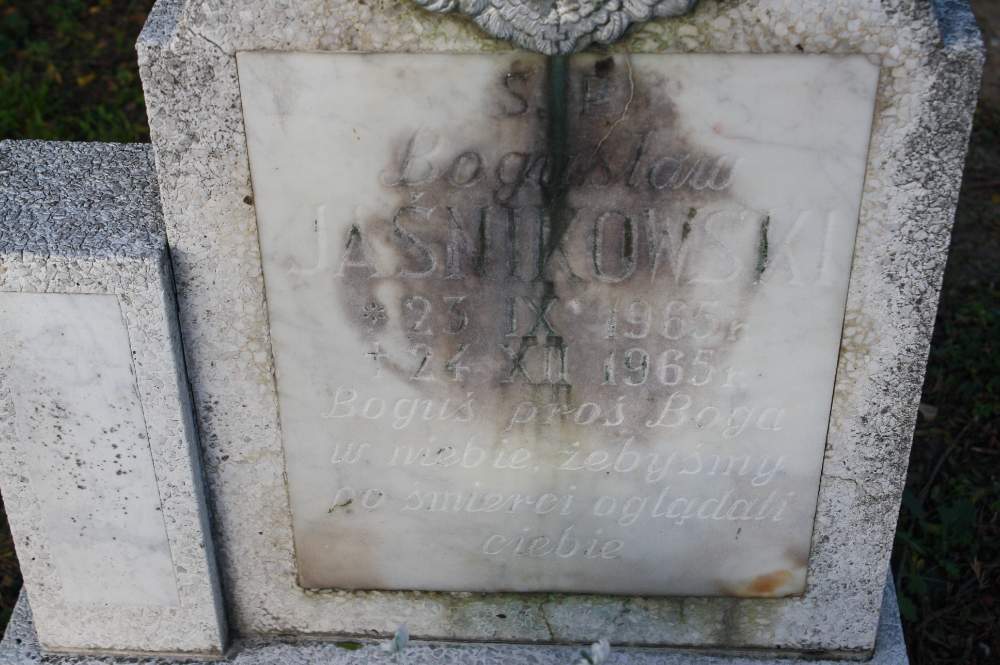 Ś. P.
Bogusław
JAŚNIKOWSKI
* 23 IX 1965 r.
+ 24 XII 1965 r.
Boguś proś Boga
w niebie, żebyśmy
po śmierci oglądali
ciebie